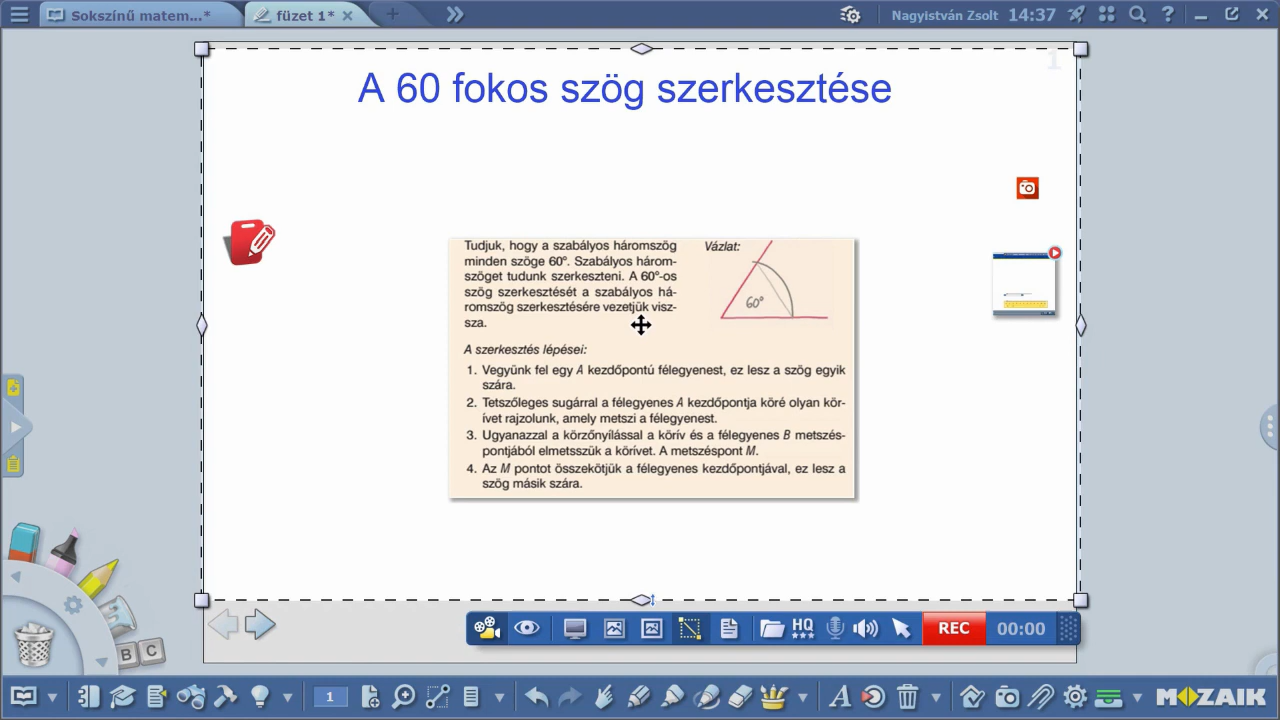 Sokszínű matem...*
füzet 1*
Nagyistván Zsolt 14:37
1
A 60 fokos szög szerkesztése
Tudjuk, hogy a szabályos háromszög
minden szöge 60°. Szabályos három-
szöget tudunk szerkeszteni. A 60°-os
szög szerkesztését a szabályos há-
romszög szerkesztésére vezetjük visz-
sza.
Vázlat:
60°
A szerkesztés lépései:
1. Vegyünk fel egy A kezdőpontú félegyenest, ez lesz a szög egyik
szára.
2. Tetszőleges sugárral a félegyenes A kezdőpontja köré olyan kör-
ívet rajzolunk, amely metszi a félegyenest.
3. Ugyanazzal a körzőnyílással a körív és a félegyenes B metszés-
pontjából elmetsszük a körívet. A metszéspont M.
4. Az M pontot összekötjük a félegyenes kezdőpontjával, ez lesz a
szög másik szára.
HQ
REC
00:00
B C
1
A
MOZAIK